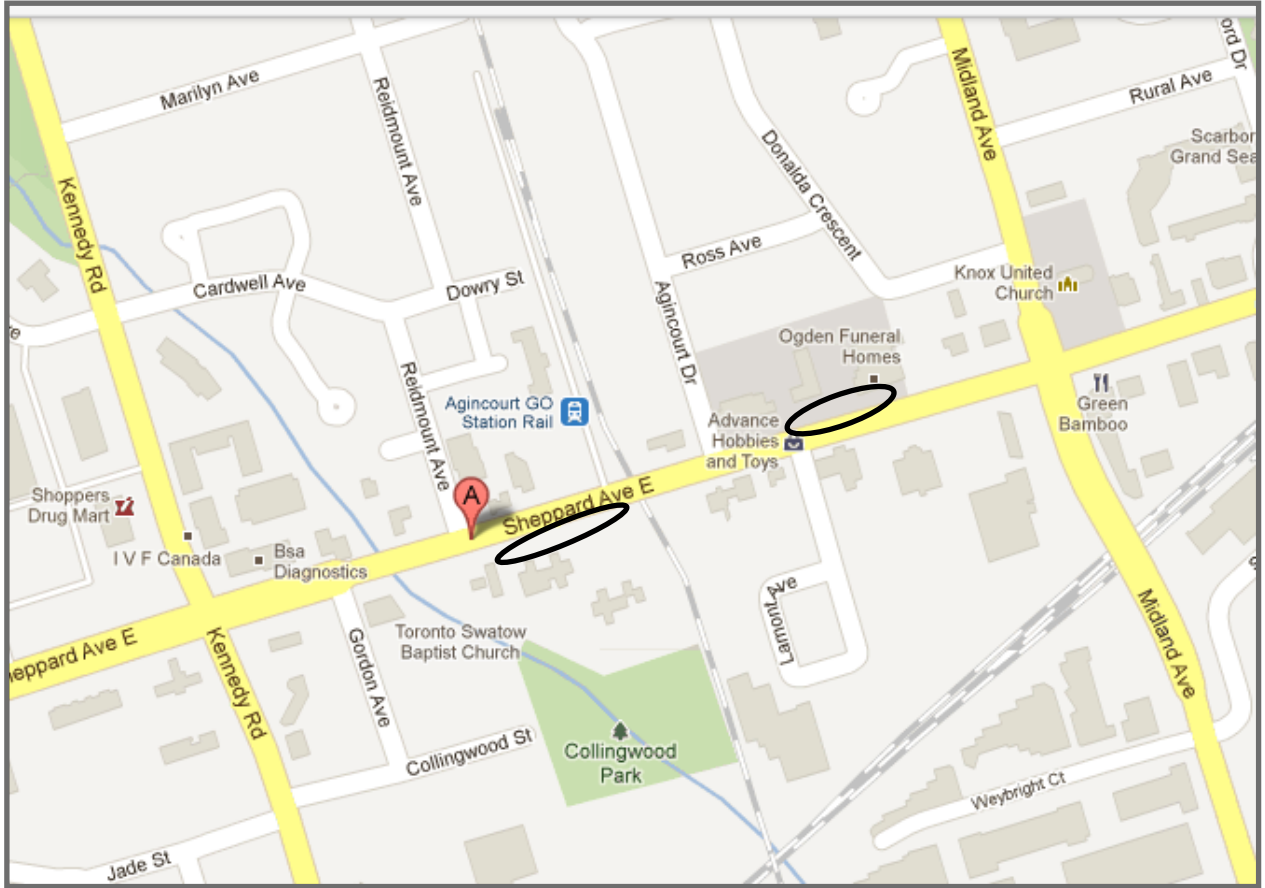 Marilyn Ave
Reidmount Ave
Midland Ave
ord Dr
Rural Ave
Scarbor
Grand Sea
Kennedy Rd
Donalda Crescent
Ross Ave
Cardwell Ave
Dowry St
Knox United
Church
Agincourt Dr
Ogden Funeral
Homes
Reidmount Ave
Agincourt GO
Station Rail
Advance
Hobbies
and Toys
Green
Bamboo
A
Sheppard Ave E
Shoppers
Drug Mart
I V F Canada
Bsa
Diagnostics
Lamont Ave
Midland Ave
heppard Ave E
Kennedy Rd
Gordon Ave
Toronto Swatow
Baptist Church
Collingwood St
Collingwood
Park
Weybright Ct
Jade St